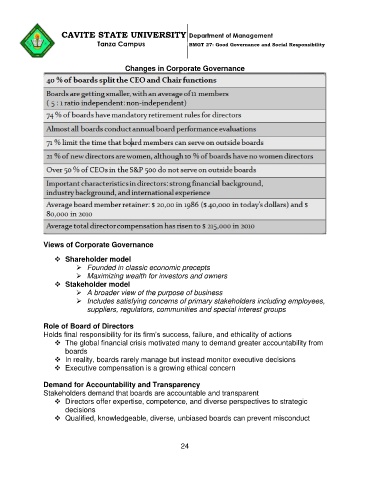 CAVITE STATE UNIVERSITY Department of Management
Tanza Campus BMGT 27- Good Governance and Social Responsibility
Changes in Corporate Governance
40 % of boards split the CEO and Chair functions
Boards are getting smaller, with an average of 11 members
( 5 : 1 ratio independent: non-independent)
74 % of boards have mandatory retirement rules for directors
Almost all boards conduct annual board performance evaluations
71 % limit the time that board members can serve on outside boards
21 % of new directors are women, although 10 % of boards have no women directors
Over 50 % of CEOs in the S&P 500 do not serve on outside boards
Important characteristics in directors: strong financial background,
industry background, and international experience
Average board member retainer: $ 20,00 in 1986 ($ 40,000 in today's dollars) and $
80,000 in 2010
Average total director compensation has risen to $ 215,000 in 2010
Views of Corporate Governance
❖ Shareholder model
➢ Founded in classic economic precepts
➢ Maximizing wealth for investors and owners
❖ Stakeholder model
➢ A broader view of the purpose of business
➢ Includes satisfying concerns of primary stakeholders including employees,
suppliers, regulators, communities and special interest groups
Role of Board of Directors
Holds final responsibility for its firm's success, failure, and ethicality of actions
❖ The global financial crisis motivated many to demand greater accountability from
boards
❖ In reality, boards rarely manage but instead monitor executive decisions
❖ Executive compensation is a growing ethical concern
Demand for Accountability and Transparency
Stakeholders demand that boards are accountable and transparent
❖ Directors offer expertise, competence, and diverse perspectives to strategic
decisions
❖ Qualified, knowledgeable, diverse, unbiased boards can prevent misconduct
24